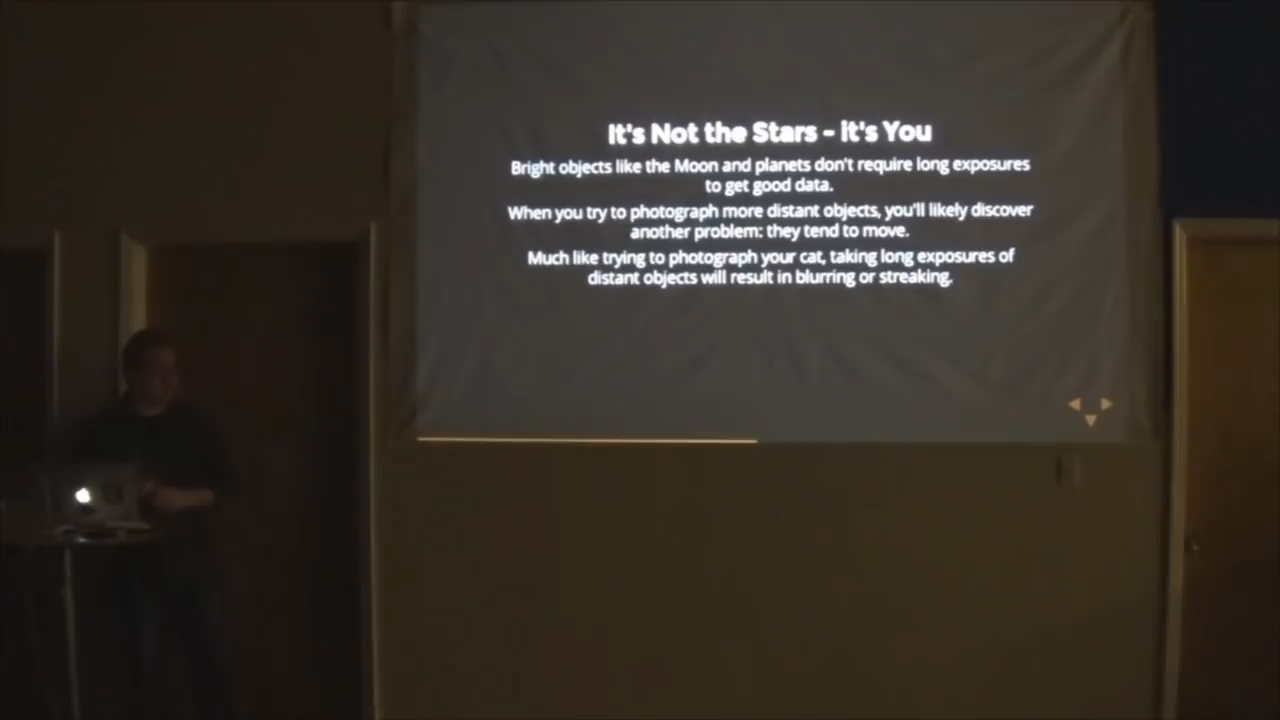 It's Not the Stars - it's You
Bright objects like the Moon and planets don't require long exposures
to get good data.
When you try to photograph more distant objects, you'll likely discover
another problem: they tend to move.
Much like trying to photograph your cat, taking long exposures of
distant objects will result in blurring or streaking.